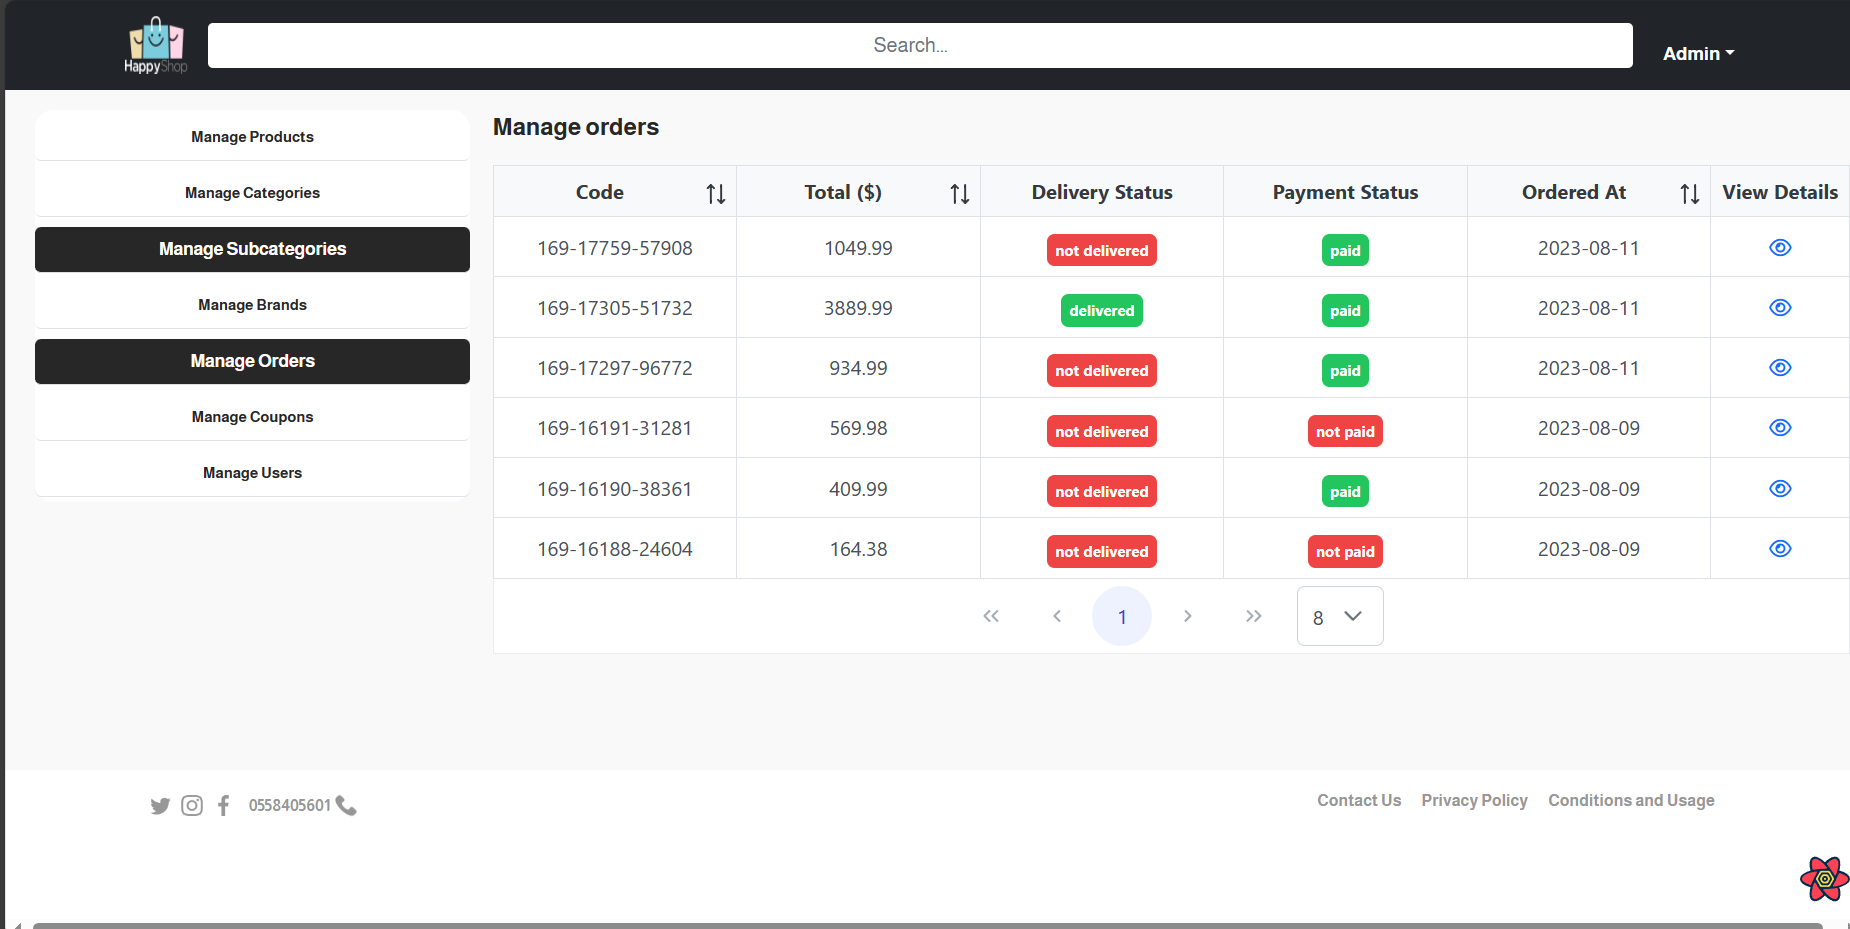 HappyShop
Search...
Admin
Manage Products
Manage Categories
Manage Subcategories
Manage Brands
Manage Orders
Manage Coupons
Manage Users
Manage orders
Code Total ($) Delivery Status Payment Status Ordered At View Details
169-17759-57908 1049.99 not delivered paid 2023-08-11
169-17305-51732 3889.99 delivered paid 2023-08-11
169-17297-96772 934.99 not delivered paid 2023-08-11
169-16191-31281 569.98 not delivered not paid 2023-08-09
169-16190-38361 409.99 not delivered paid 2023-08-09
169-16188-24604 164.38 not delivered not paid 2023-08-09
1 8
0558405601
Contact Us Privacy Policy Conditions and Usage